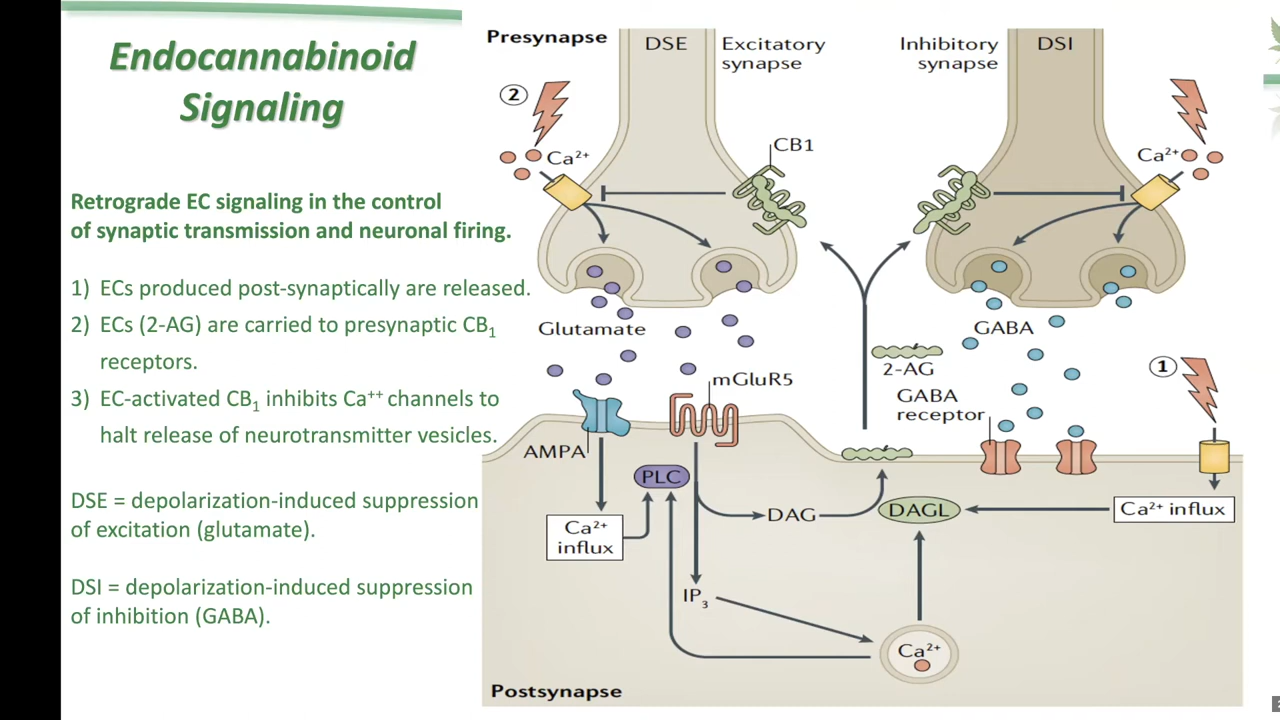 Endocannabinoid
Signaling
Retrograde EC signaling in the control
of synaptic transmission and neuronal firing.
1) ECs produced post-synaptically are released.
2) ECs (2-AG) are carried to presynaptic CB1
receptors.
3) EC-activated CB1 inhibits Ca++ channels to
halt release of neurotransmitter vesicles.
DSE = depolarization-induced suppression
of excitation (glutamate).
DSI = depolarization-induced suppression
of inhibition (GABA).
Presynapse
DSE
Excitatory
synapse
Inhibitory
synapse
DSI
2
Ca2+
CB1
Ca2+
Glutamate
GABA
2-AG
1
mGluR5
GABA
receptor
AMPA
PLC
DAG
DAGL
Ca2+ influx
Ca2+
influx
IP3
Ca2+
Postsynapse